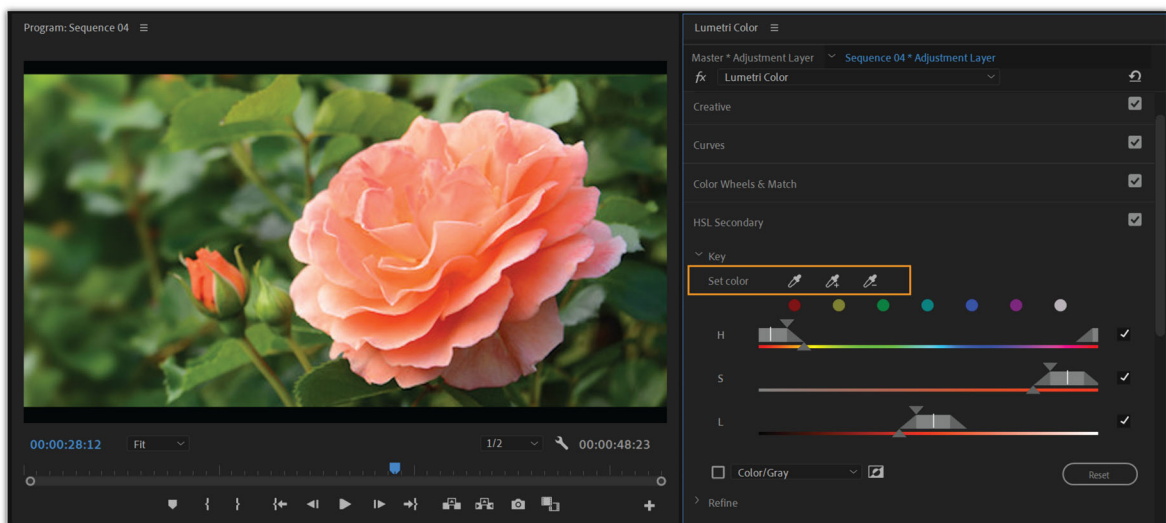 Program: Sequence 04
Lumetri Color
Master * Adjustment Layer Sequence 04 * Adjustment Layer
fx Lumetri Color
Creative
Curves
Color Wheels & Match
HSL Secondary
Key
Set color
H
S
L
Color/Gray Reset
Refine
00:00:28:12 Fit 1/2 00:00:48:23